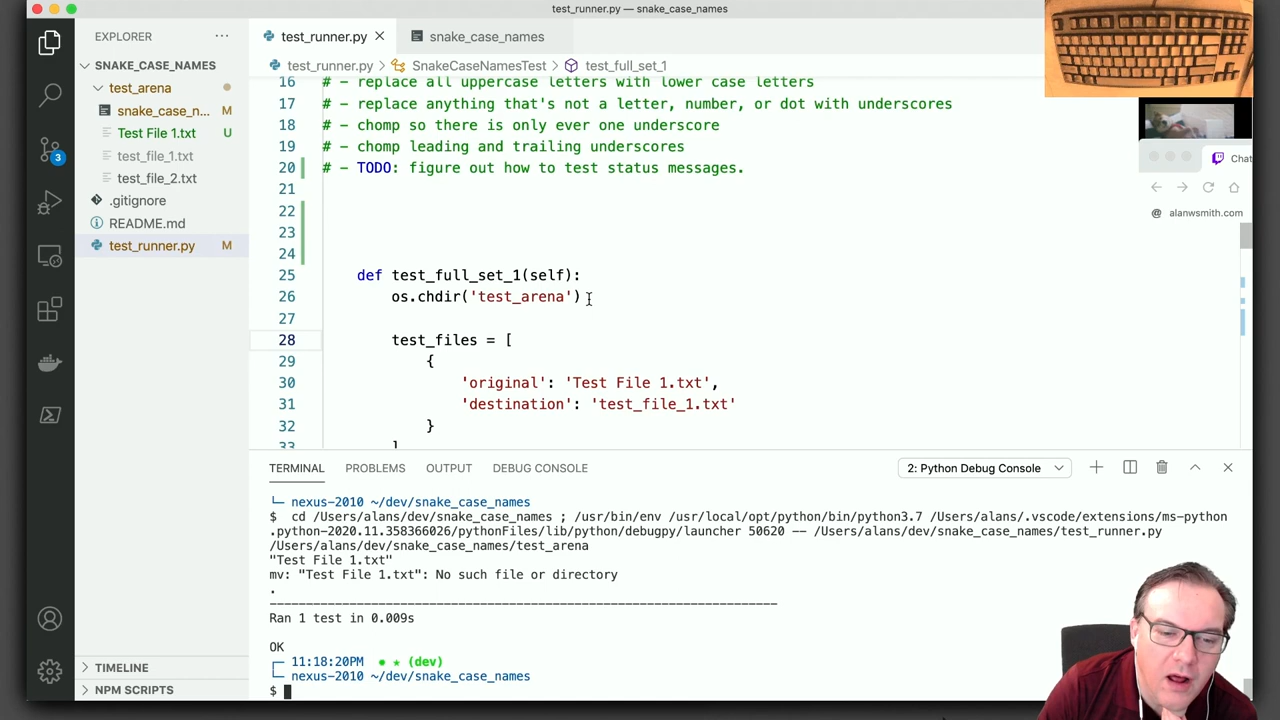 test_runner.py — snake_case_names
EXPLORER
test_runner.py
snake_case_names
SNAKE_CASE_NAMES
test_runner.py > SnakeCaseNamesTest > test_full_set_1
test_arena
snake_case_n... M
Test File 1.txt U
test_file_1.txt
test_file_2.txt
.gitignore
README.md
test_runner.py M
3
16 # - replace all uppercase letters with lower case letters
17 # - replace anything that's not a letter, number, or dot with underscores
18 # - chomp so there is only ever one underscore
19 # - chomp leading and trailing underscores
20 # - TODO: figure out how to test status messages.
21
22
23
24
25 def test_full_set_1(self):
26 os.chdir('test_arena')
27
28 test_files = [
29 {
30 'original': 'Test File 1.txt',
31 'destination': 'test_file_1.txt'
32 }
33 ]
Chat
@ alanwsmith.com
TERMINAL PROBLEMS OUTPUT DEBUG CONSOLE
2: Python Debug Console
nexus-2010 ~/dev/snake_case_names
$ cd /Users/alans/dev/snake_case_names ; /usr/bin/env /usr/local/opt/python/bin/python3.7 /Users/alans/.vscode/extensions/ms-python
.python-2020.11.358366026/pythonFiles/lib/python/debugpy/launcher 50620 -- /Users/alans/dev/snake_case_names/test_runner.py
/Users/alans/dev/snake_case_names/test_arena
"Test File 1.txt"
mv: "Test File 1.txt": No such file or directory
.
----------------------------------------------------------------------
Ran 1 test in 0.009s
OK
11:18:20PM ● ★ (dev)
nexus-2010 ~/dev/snake_case_names
$
TIMELINE
NPM SCRIPTS